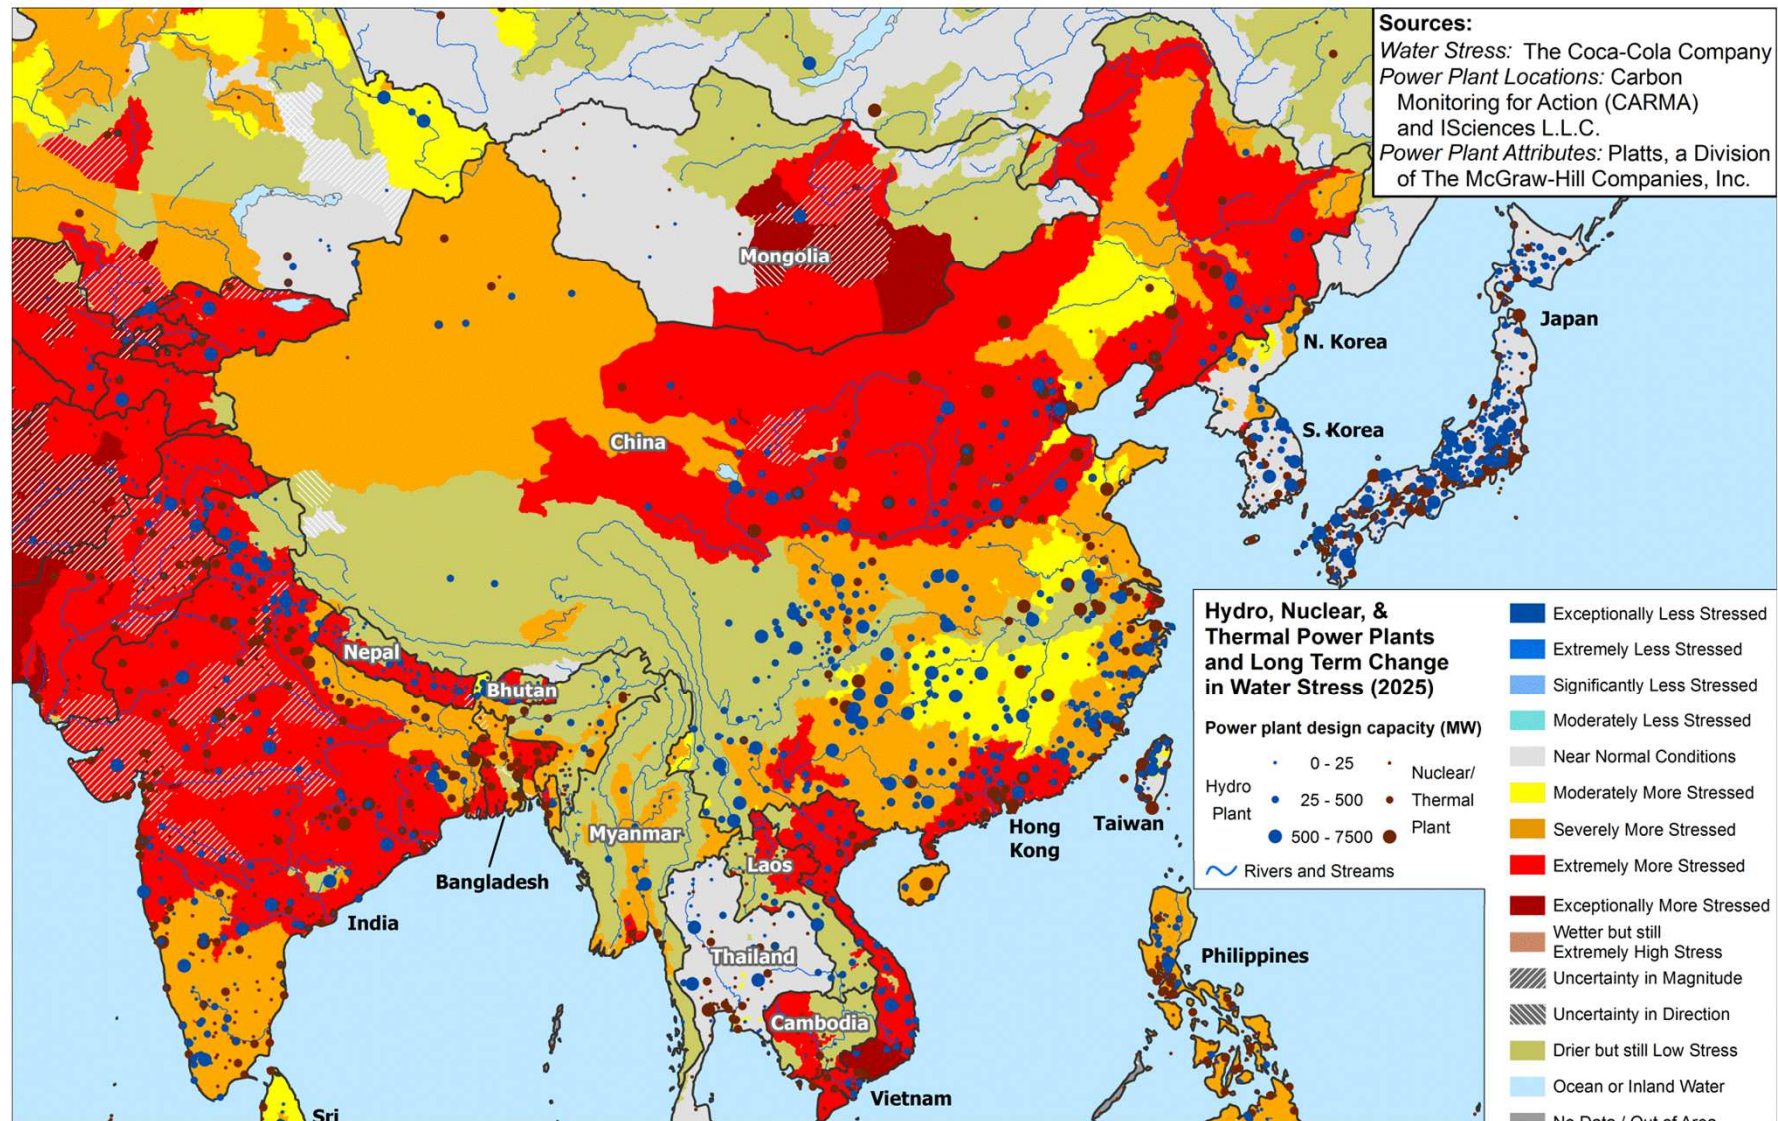 Sources:
Water Stress: The Coca-Cola Company
Power Plant Locations: Carbon
Monitoring for Action (CARMA)
and ISciences L.L.C.
Power Plant Attributes: Platts, a Division
of The McGraw-Hill Companies, Inc.
Mongolia
Japan
N. Korea
S. Korea
China
Nepal
Bhutan
Myanmar
Laos
Hong
Kong
Taiwan
Bangladesh
India
Thailand
Philippines
Cambodia
Vietnam
Sri
Hydro, Nuclear, &
Thermal Power Plants
and Long Term Change
in Water Stress (2025)
Power plant design capacity (MW)
Hydro
Plant
0 - 25
25 - 500
500 - 7500
Nuclear/
Thermal
Plant
Rivers and Streams
Exceptionally Less Stressed
Extremely Less Stressed
Significantly Less Stressed
Moderately Less Stressed
Near Normal Conditions
Moderately More Stressed
Severely More Stressed
Extremely More Stressed
Exceptionally More Stressed
Wetter but still
Extremely High Stress
Uncertainty in Magnitude
Uncertainty in Direction
Drier but still Low Stress
Ocean or Inland Water
No Data / Out of Area